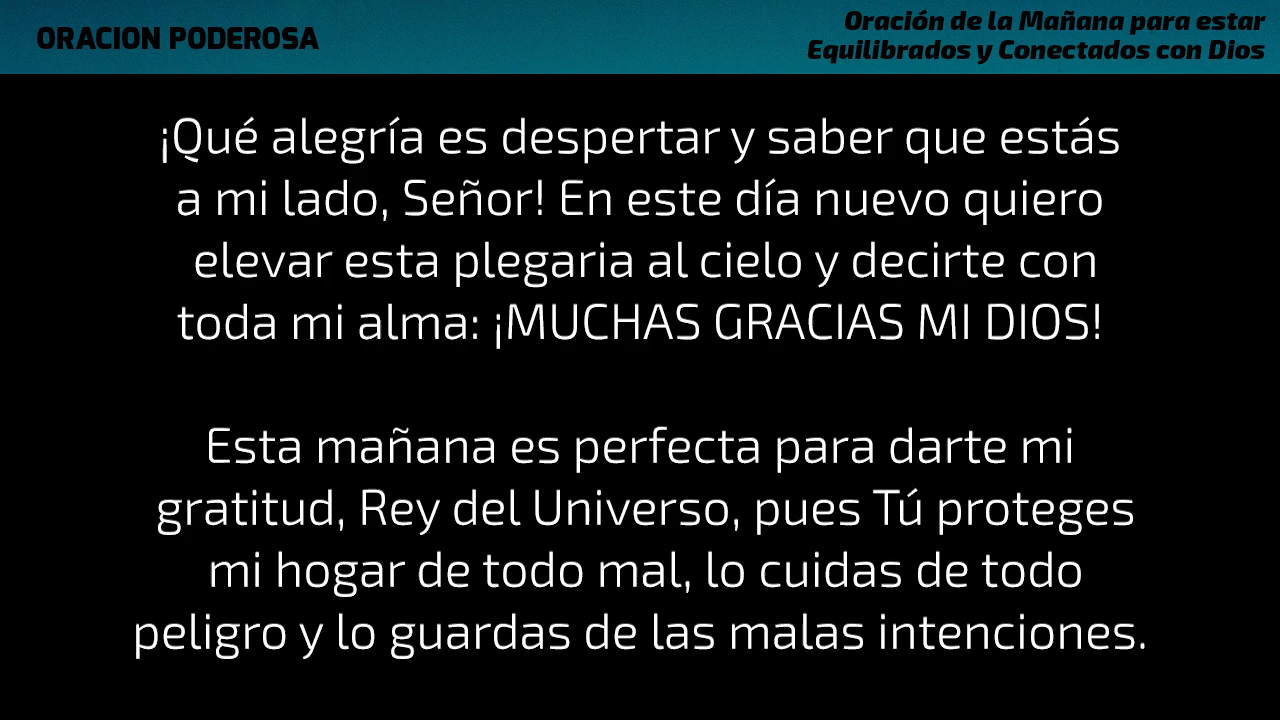 ORACION PODEROSA
Oración de la Mañana para estar
Equilibrados y Conectados con Dios
¡Qué alegría es despertar y saber que estás
a mi lado, Señor! En este día nuevo quiero
elevar esta plegaria al cielo y decirte con
toda mi alma: ¡MUCHAS GRACIAS MI DIOS!
Esta mañana es perfecta para darte mi
gratitud, Rey del Universo, pues Tú proteges
mi hogar de todo mal, lo cuidas de todo
peligro y lo guardas de las malas intenciones.